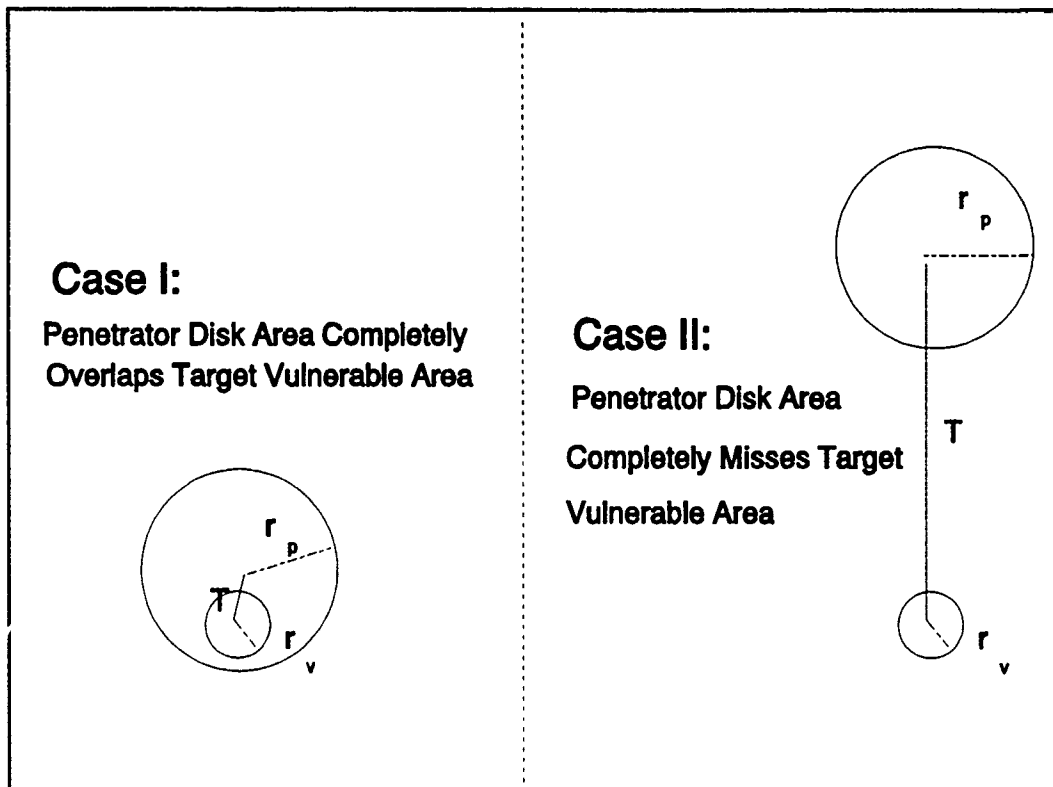 Case I:
Penetrator Disk Area Completely
Overlaps Target Vulnerable Area
r p
T
r v
Case II:
Penetrator Disk Area
Completely Misses Target
Vulnerable Area
r p
T
r v